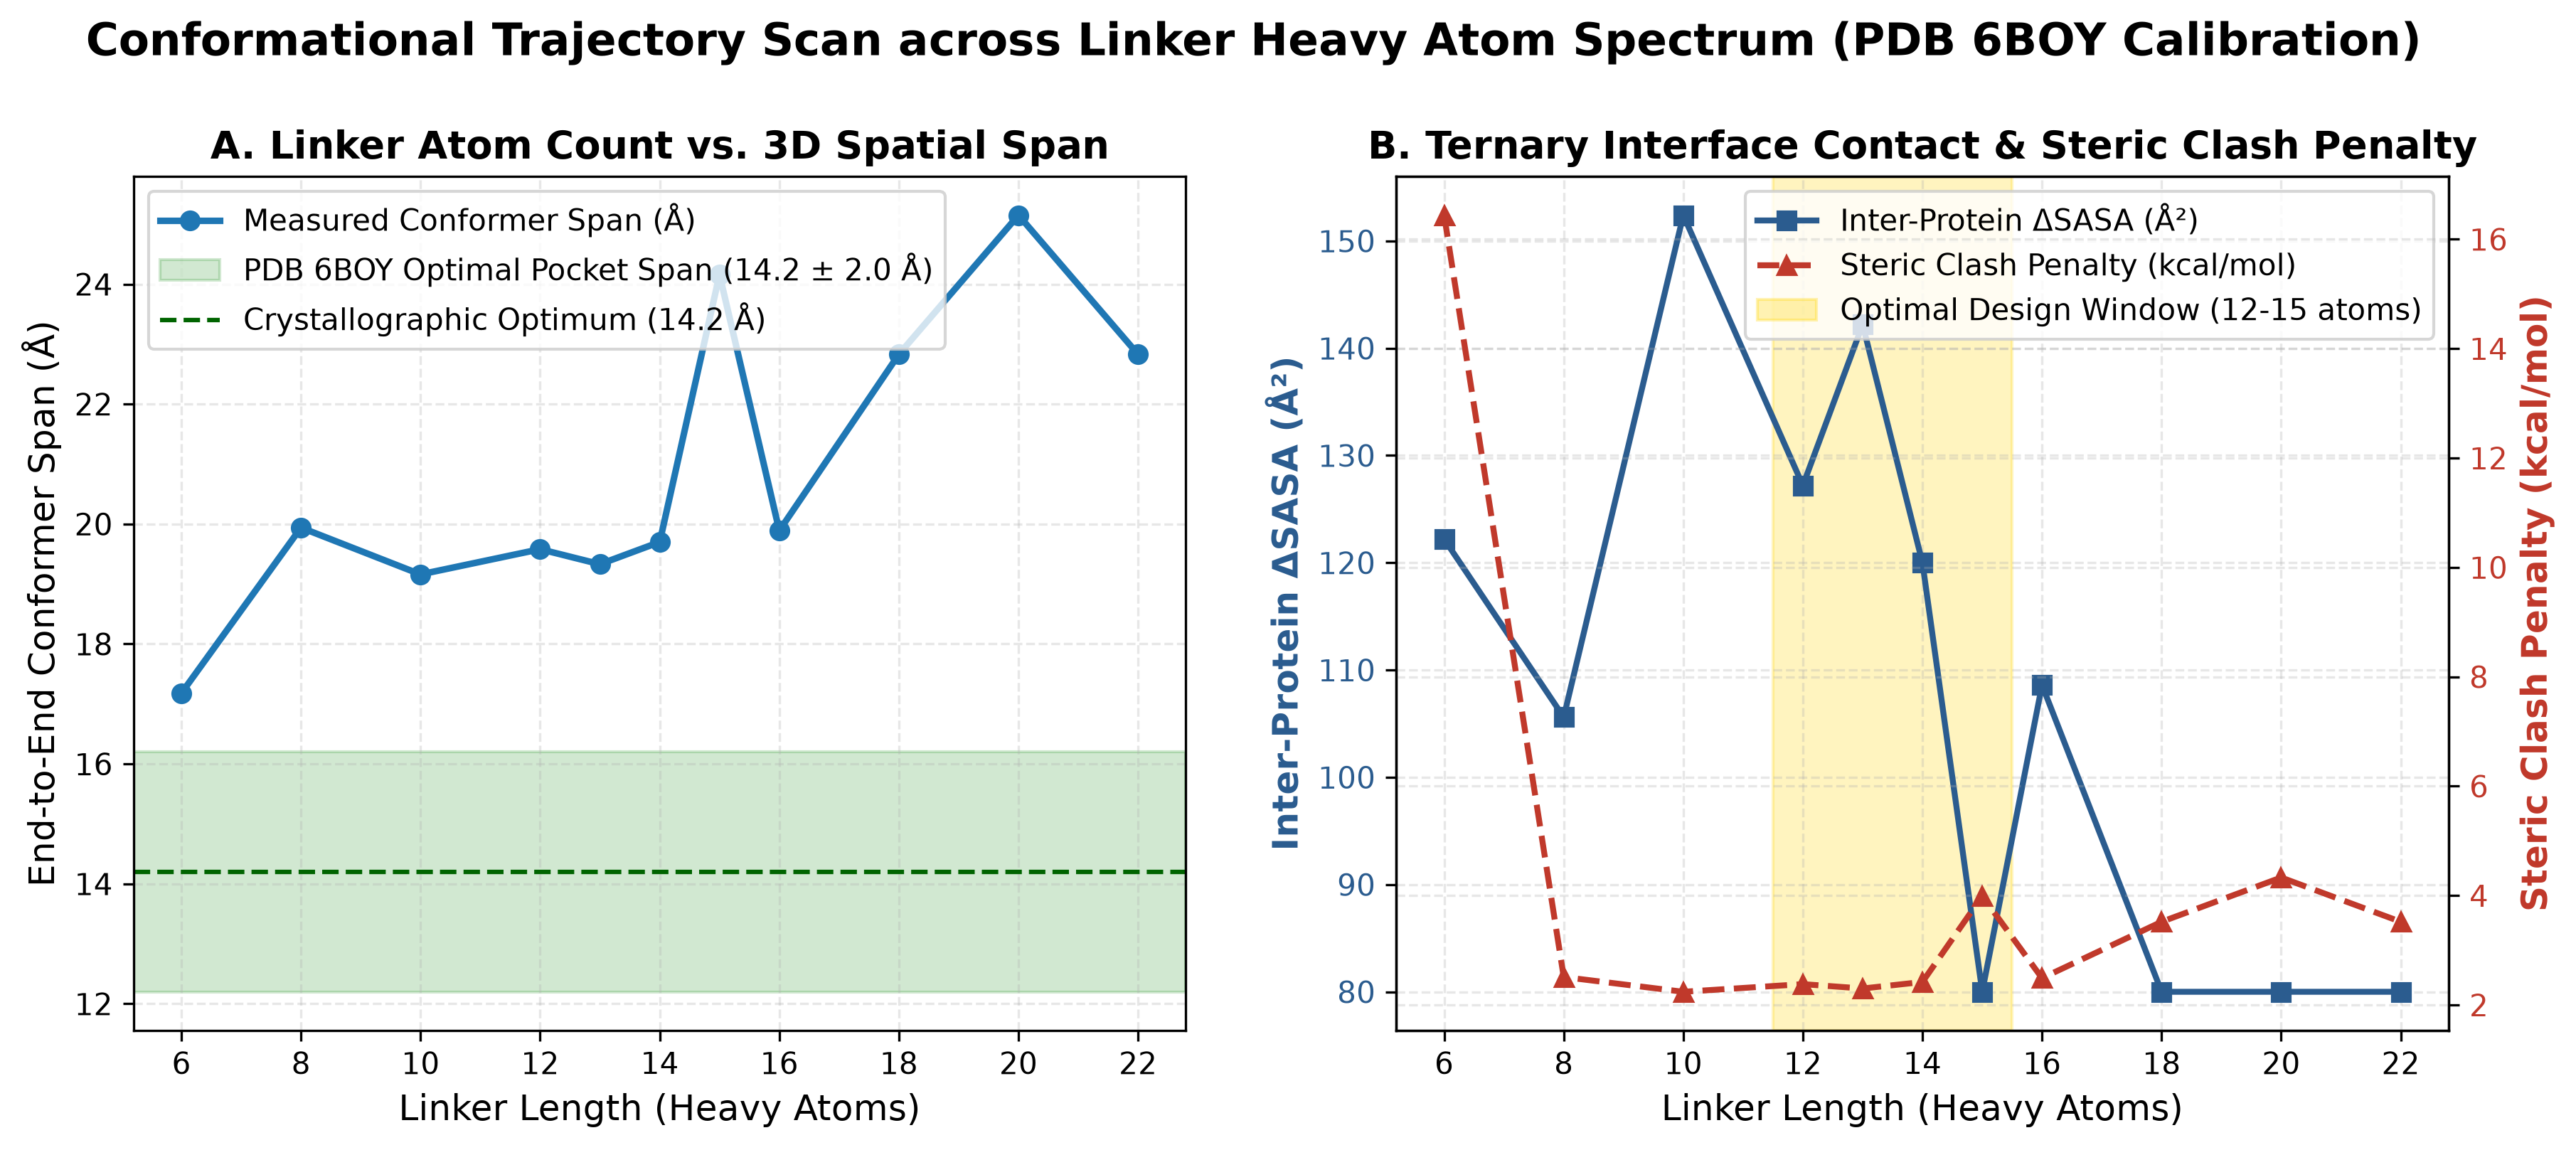 Conformational Trajectory Scan across Linker Heavy Atom Spectrum (PDB 6BOY Calibration)
A. Linker Atom Count vs. 3D Spatial Span
Measured Conformer Span (Å)
PDB 6BOY Optimal Pocket Span (14.2 ± 2.0 Å)
Crystallographic Optimum (14.2 Å)
End-to-End Conformer Span (Å)
24
22
20
18
16
14
12
6 8 10 12 14 16 18 20 22
Linker Length (Heavy Atoms)
B. Ternary Interface Contact & Steric Clash Penalty
Inter-Protein ΔSASA (Å²)
Steric Clash Penalty (kcal/mol)
Optimal Design Window (12-15 atoms)
Inter-Protein ΔSASA (Å²)
150
140
130
120
110
100
90
80
16
14
12
10
8
6
4
2
Steric Clash Penalty (kcal/mol)
6 8 10 12 14 16 18 20 22
Linker Length (Heavy Atoms)